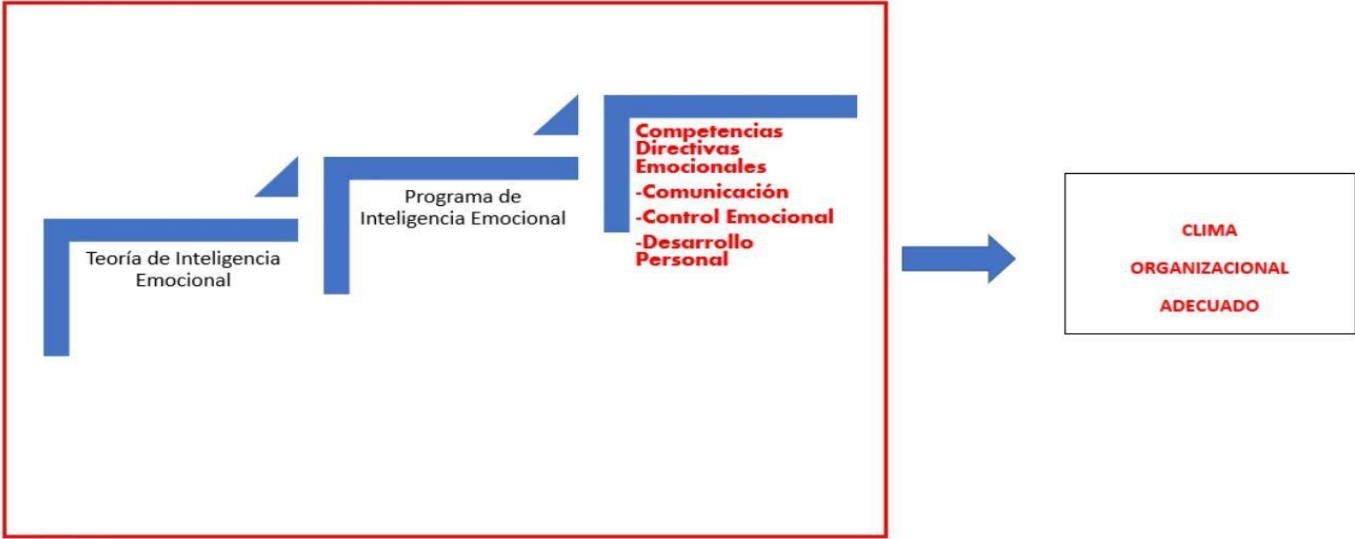 Teoría de Inteligencia
Emocional
Programa de
Inteligencia Emocional
Competencias
Directivas
Emocionales
-Comunicación
-Control Emocional
-Desarrollo
Personal
CLIMA
ORGANIZACIONAL
ADECUADO